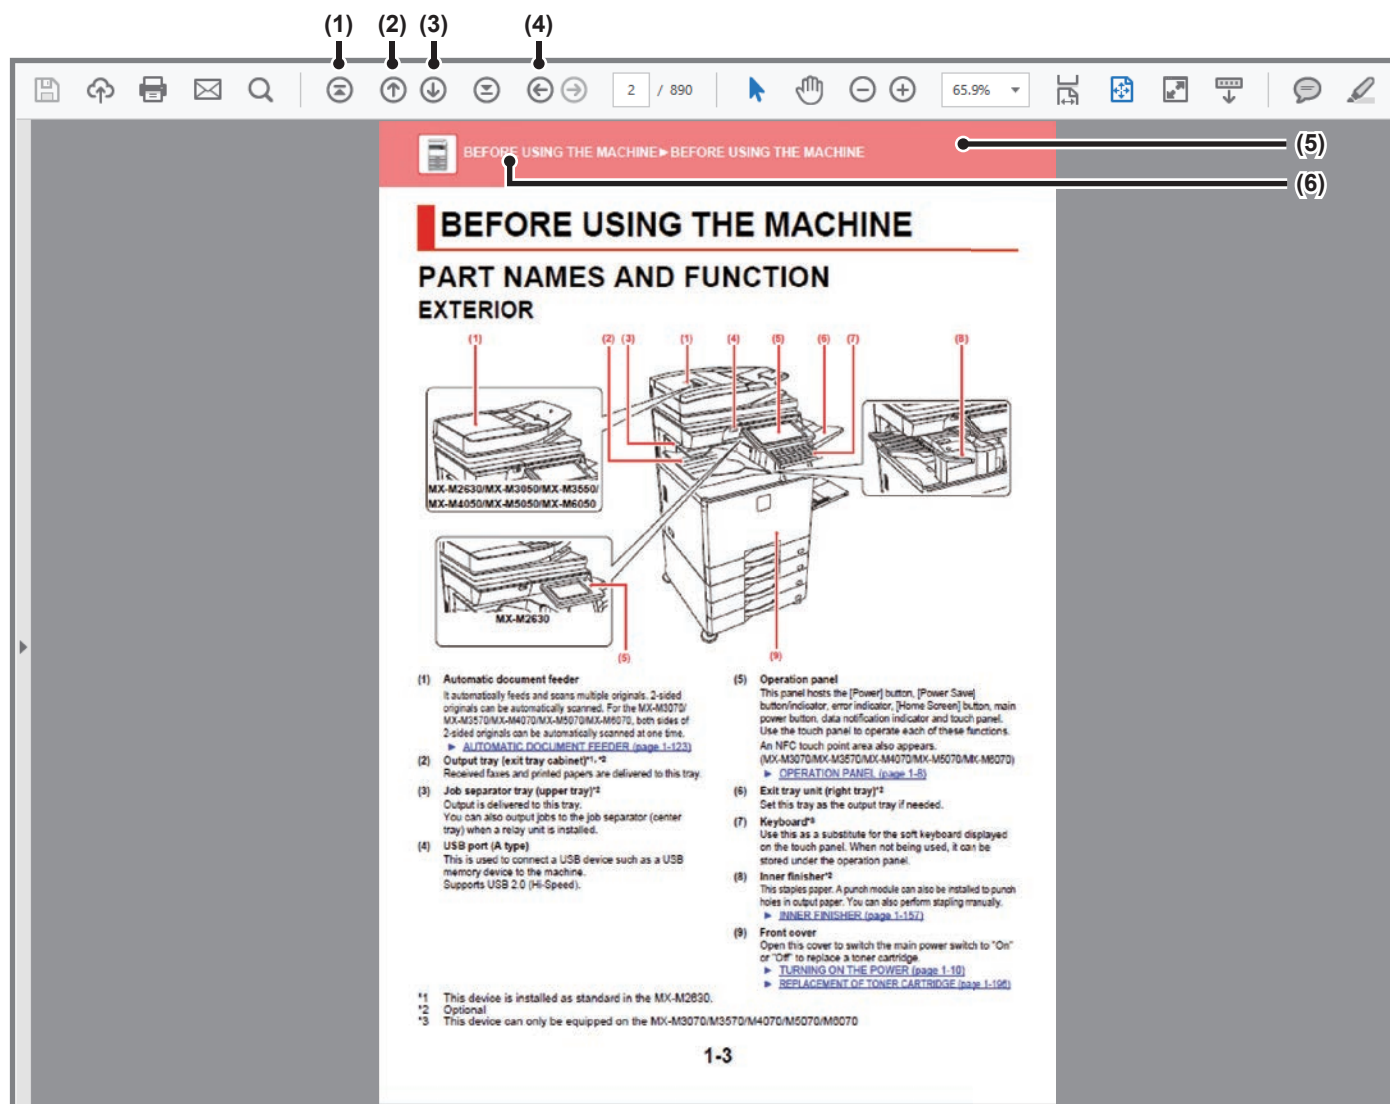 (1) (2) (3) (4)
2 / 890 65.9%
BEFORE USING THE MACHINE►BEFORE USING THE MACHINE
(5)
(6)
BEFORE USING THE MACHINE
PART NAMES AND FUNCTION
EXTERIOR
(1) (2) (3) (1) (4) (5) (6) (7) (8)
MX-M2630/MX-M3050/MX-M3550/
MX-M4050/MX-M5050/MX-M6050
MX-M2630
(5) (9)
(1) Automatic document feeder
It automatically feeds and scans multiple originals. 2-sided
originals can be automatically scanned. For the MX-M3070/
MX-M3570/MX-M4070/MX-M5070/MX-M6070, both sides of
2-sided originals can be automatically scanned at one time.
► AUTOMATIC DOCUMENT FEEDER (page 1-123)
(2) Output tray (exit tray cabinet)*1, *2
Received faxes and printed papers are delivered to this tray.
(3) Job separator tray (upper tray)*2
Output is delivered to this tray.
You can also output jobs to the job separator (center
tray) when a relay unit is installed.
(4) USB port (A type)
This is used to connect a USB device such as a USB
memory device to the machine.
Supports USB 2.0 (Hi-Speed).
(5) Operation panel
This panel hosts the [Power] button, [Power Save]
button/indicator, error indicator, [Home Screen] button, main
power button, data notification indicator and touch panel.
Use the touch panel to operate each of these functions.
An NFC touch point area also appears.
(MX-M3070/MX-M3570/MX-M4070/MX-M5070/MX-M6070)
► OPERATION PANEL (page 1-8)
(6) Exit tray unit (right tray)*2
Set this tray as the output tray if needed.
(7) Keyboard*3
Use this as a substitute for the soft keyboard displayed
on the touch panel. When not being used, it can be
stored under the operation panel.
(8) Inner finisher*2
This staples paper. A punch module can also be installed to punch
holes in output paper. You can also perform stapling manually.
► INNER FINISHER (page 1-157)
(9) Front cover
Open this cover to switch the main power switch to "On"
or "Off" to replace a toner cartridge.
► TURNING ON THE POWER (page 1-10)
► REPLACEMENT OF TONER CARTRIDGE (page 1-196)
*1 This device is installed as standard in the MX-M2630.
*2 Optional
*3 This device can only be equipped on the MX-M3070/M3570/M4070/M5070/M6070
1-3